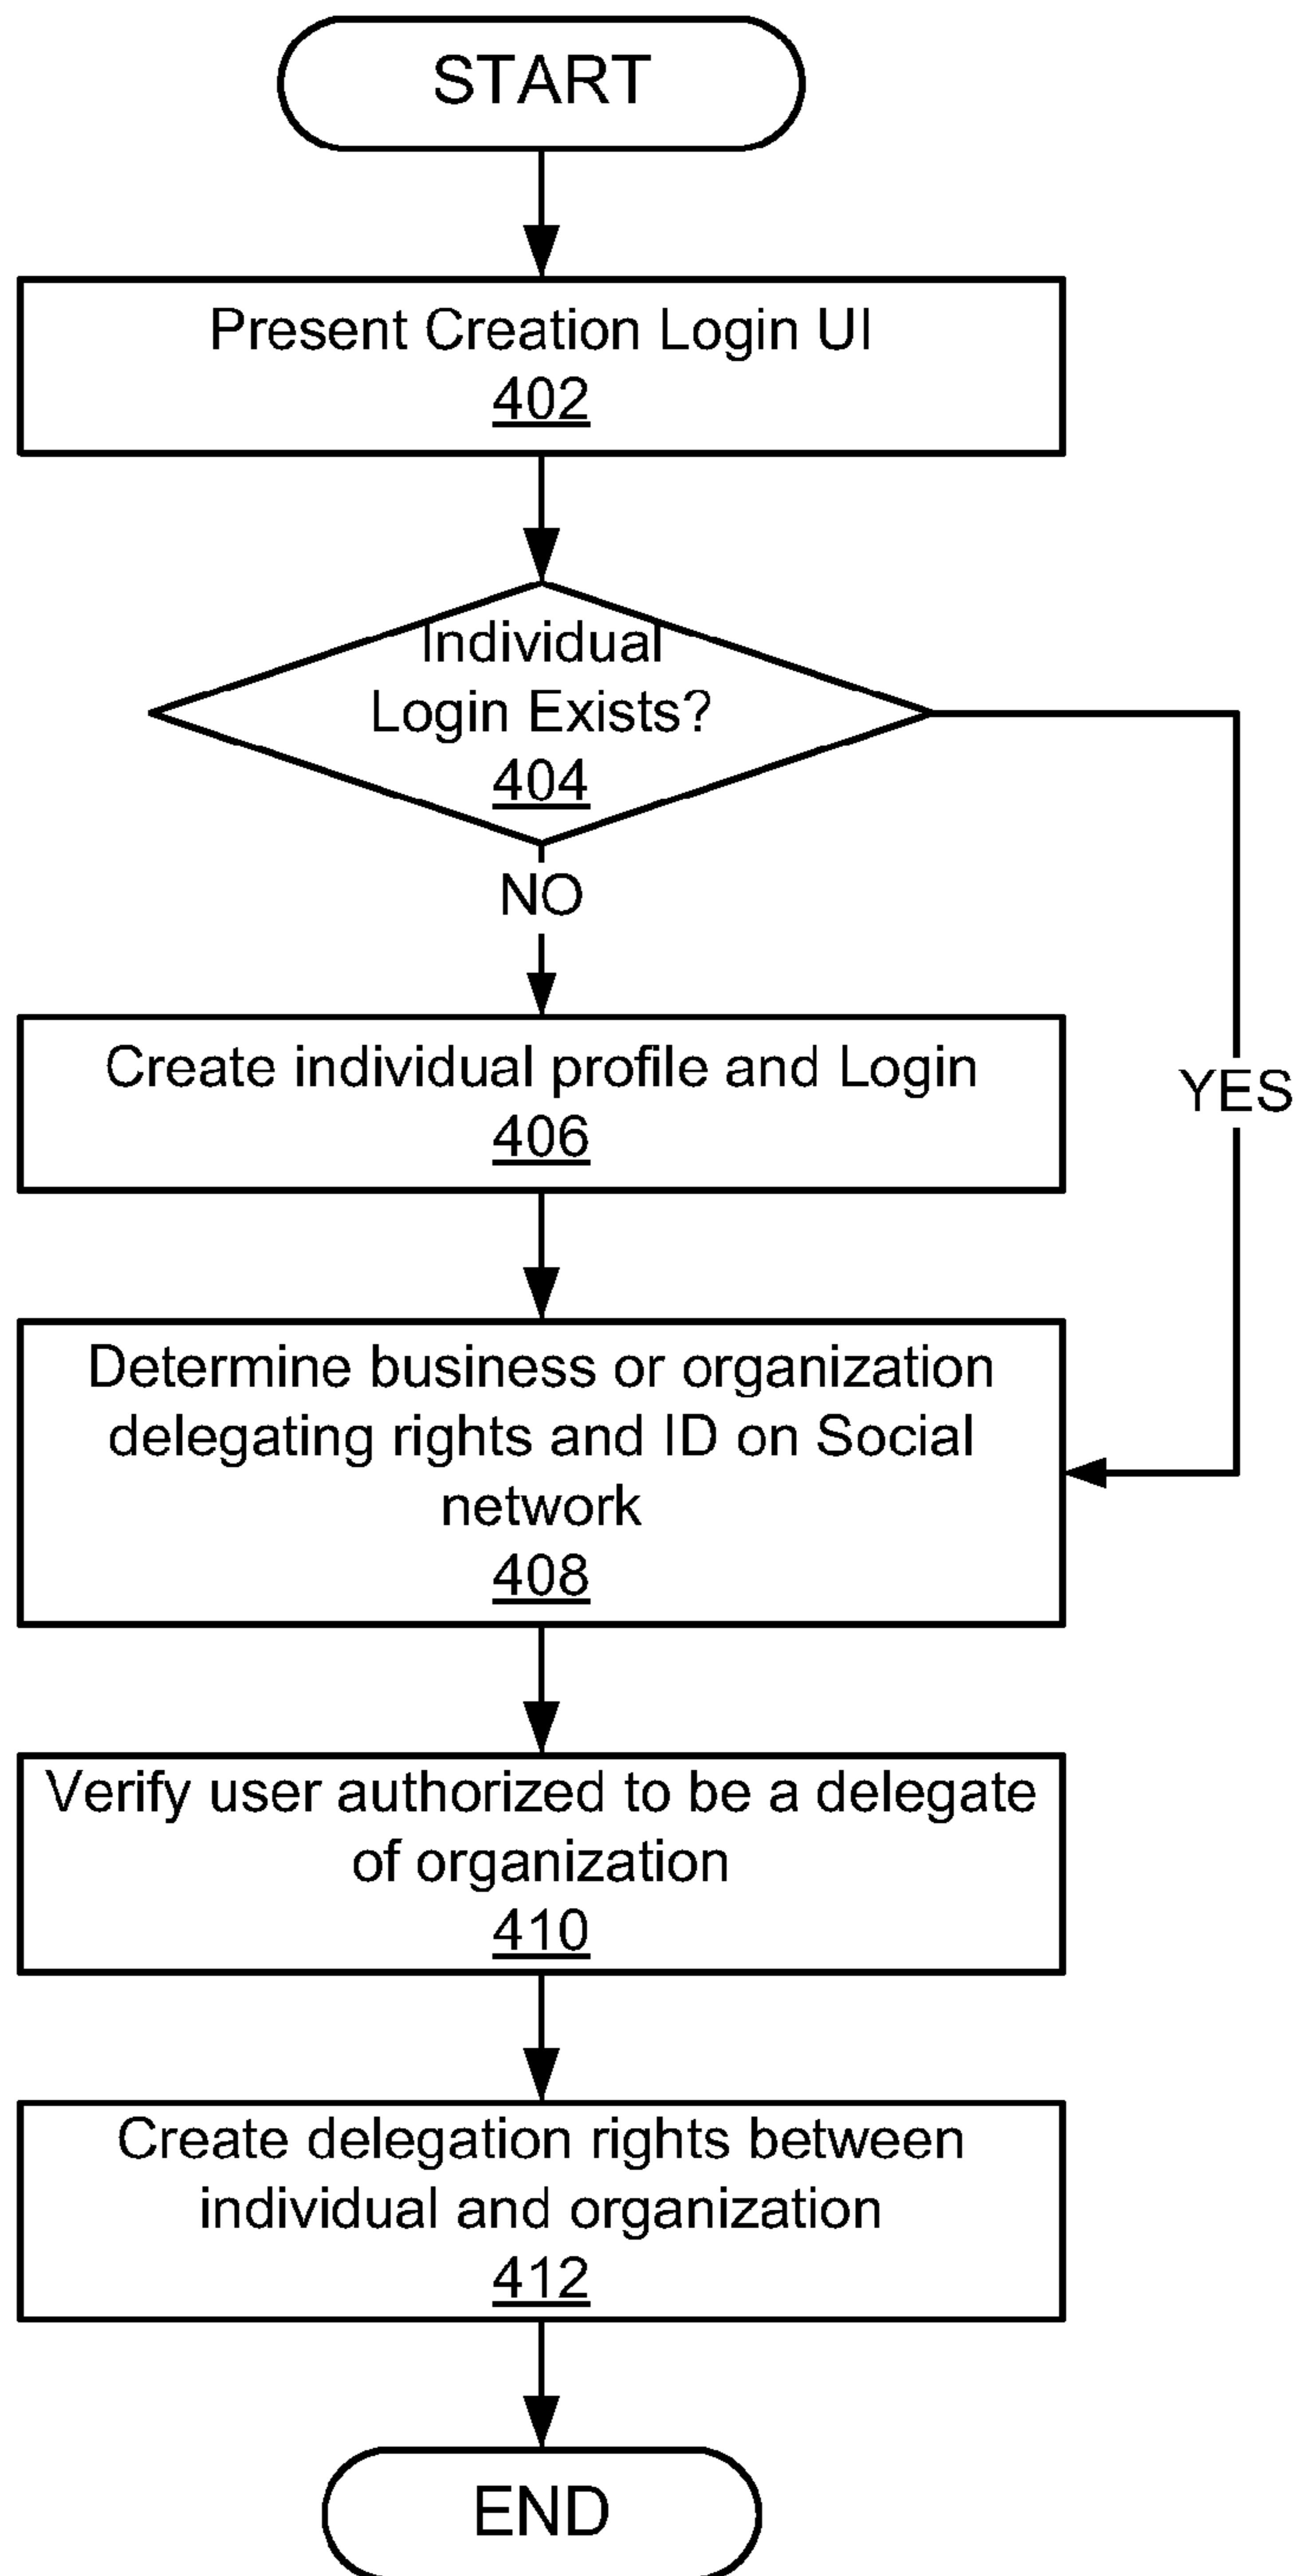 START
Present Creation Login UI
402
Individual
Login Exists?
404
NO
Create individual profile and Login
406
YES
Determine business or organization
delegating rights and ID on Social
network
408
Verify user authorized to be a delegate
of organization
410
Create delegation rights between
individual and organization
412
END